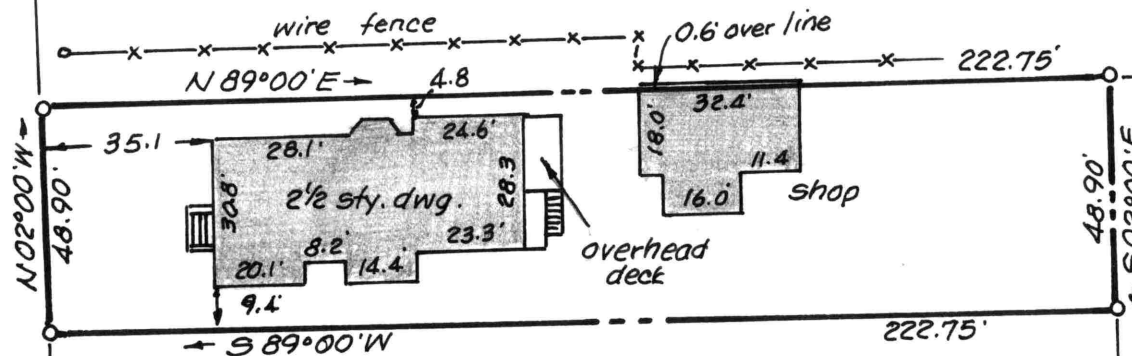 wire fence
0.6' over line
222.75'
N 89°00'E →
4.8
32.4'
← 35.1 →
28.1'
24.6'
18.0'
11.4
N 02°00'W →
48.90'
30.8'
2½ sty. dwg.
28.3
16.0'
shop
48.90'
8.2'
23.3'
overhead
deck
20.1'
14.4'
9.4'
← S 89°00'W
222.75'